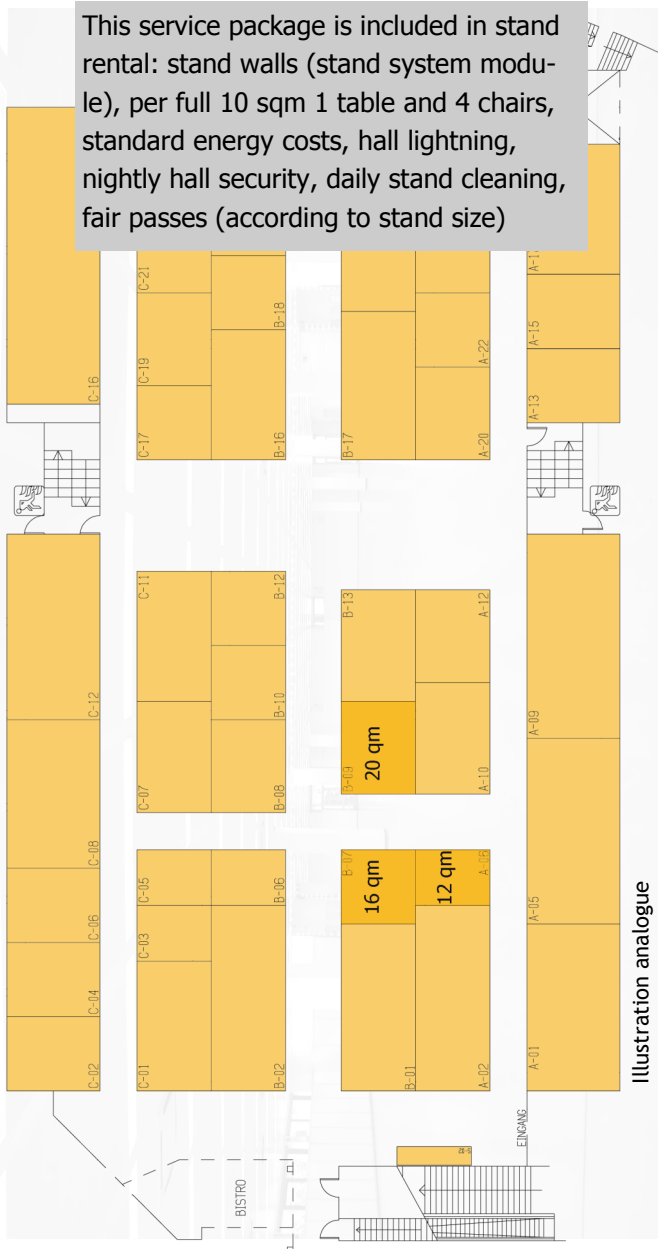 This service package is included in stand
rental: stand walls (stand system modu-
le), per full 10 sqm 1 table and 4 chairs,
standard energy costs, hall lightning,
nightly hall security, daily stand cleaning,
fair passes (according to stand size)
C-21
B-18
A-15
C-19
A-22
C-16
A-13
C-17
B-16
B-17
A-20
C-11
B-12
B-13
A-12
C-12
B-10
A-09
20 qm
B-09
C-07
B-08
A-10
C-08
C-05
B-06
B-07
16 qm
12 qm
A-06
C-06
C-03
A-05
C-04
C-02
C-01
B-02
B-01
A-02
A-01
Illustration analogue
EINGANG
BISTRO